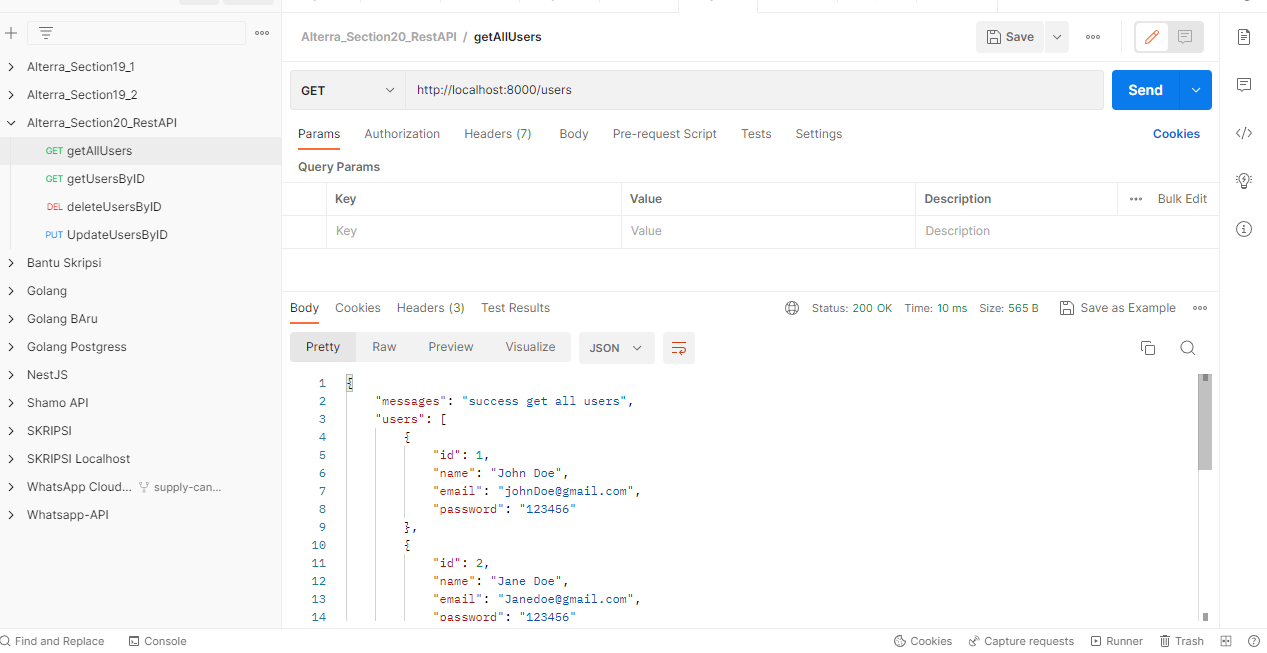 Alterra_Section20_RestAPI / getAllUsers
Save
Alterra_Section19_1
Alterra_Section19_2
Alterra_Section20_RestAPI
GET getAllUsers
GET getUsersByID
DEL deleteUsersByID
PUT UpdateUsersByID
Bantu Skripsi
Golang
Golang BAru
Golang Postgress
NestJS
Shamo API
SKRIPSI
SKRIPSI Localhost
WhatsApp Cloud... supply-can...
Whatsapp-API
GET http://localhost:8000/users Send
Params Authorization Headers (7) Body Pre-request Script Tests Settings Cookies
Query Params
Key Value Description Bulk Edit
Key Value Description
Body Cookies Headers (3) Test Results Status: 200 OK Time: 10 ms Size: 565 B Save as Example
Pretty Raw Preview Visualize JSON
1 {
2 "messages": "success get all users",
3 "users": [
4 {
5 "id": 1,
6 "name": "John Doe",
7 "email": "johnDoe@gmail.com",
8 "password": "123456"
9 },
10 {
11 "id": 2,
12 "name": "Jane Doe",
13 "email": "Janedoe@gmail.com",
14 "password": "123456"
Find and Replace Console Cookies Capture requests Runner Trash